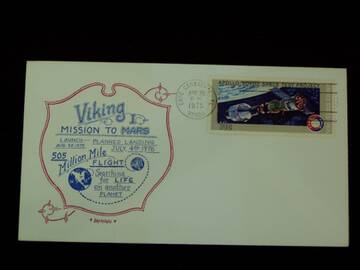 Viking I
MISSION TO MARS
LAUNCH— PLANNED LANDING
AUG. 20, 1975 JULY 4th 1976
505
Million Mile
FLIGHT
Searching
for LIFE
on another
PLANET
APOLLO SOYUZ SPACE TEST PROJECT
1975